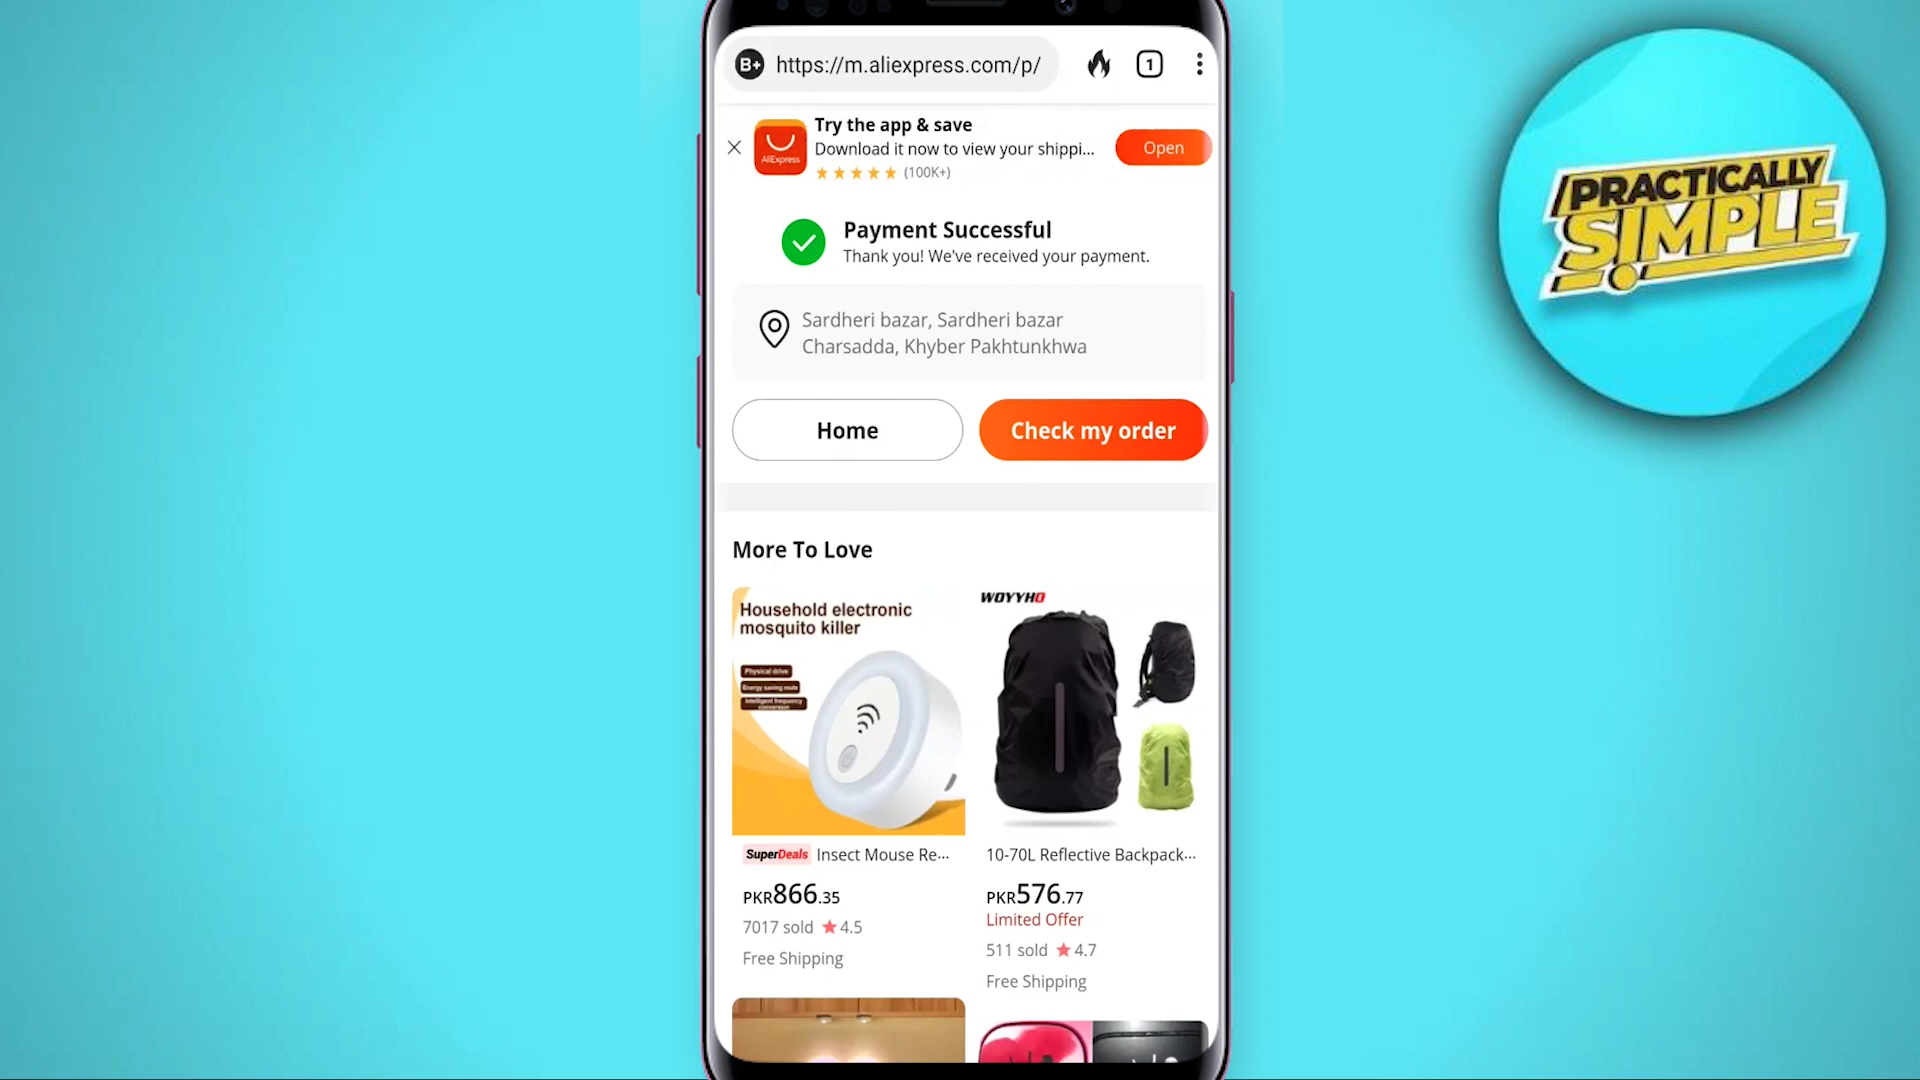 B+ https://m.aliexpress.com/p/
1
Try the app & save
Download it now to view your shippi...
(100K+)
Open
AliExpress
Payment Successful
Thank you! We've received your payment.
Sardheri bazar, Sardheri bazar
Charsadda, Khyber Pakhtunkhwa
Home
Check my order
More To Love
Household electronic
mosquito killer
Physical drive
Energy saving mute
Intelligent frequency
conversion
WOYYHO
SuperDeals Insect Mouse Re...
PKR866.35
7017 sold 4.5
Free Shipping
10-70L Reflective Backpack...
PKR576.77
Limited Offer
511 sold 4.7
Free Shipping
PRACTICALLY
SIMPLE